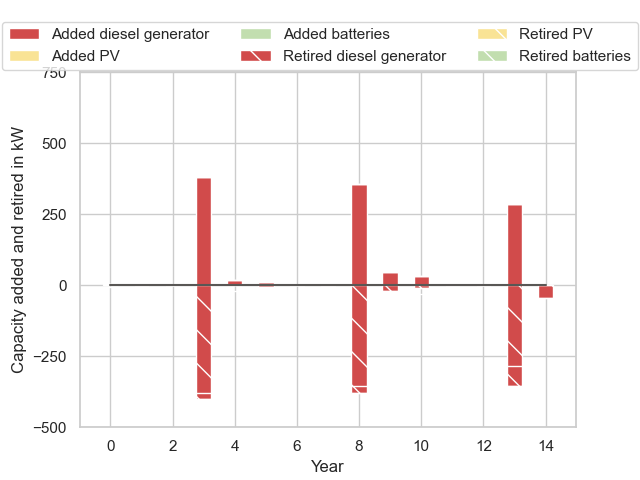 Added diesel generator Added batteries Retired PV
Added PV Retired diesel generator Retired batteries
750
500
250
0
−250
−500
Capacity added and retired in kW
0 2 4 6 8 10 12 14
Year